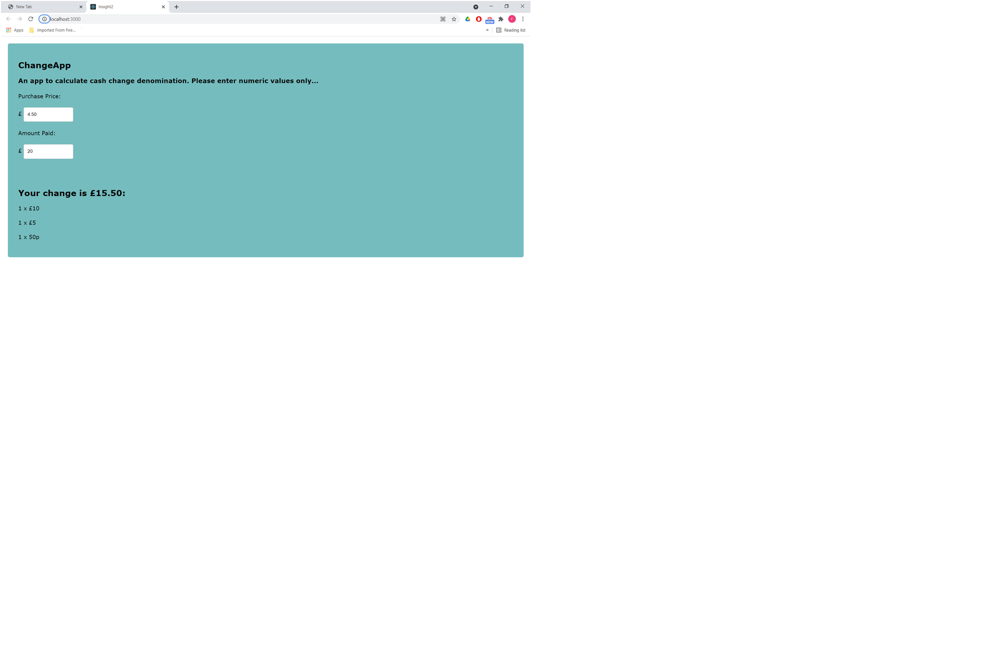 New Tab
Insight2
localhost:3000
NEW
r
Apps
Imported From Fire...
»
Reading list
ChangeApp
An app to calculate cash change denomination. Please enter numeric values only...
Purchase Price:
£ 4.50
Amount Paid:
£ 20
Your change is £15.50:
1 x £10
1 x £5
1 x 50p